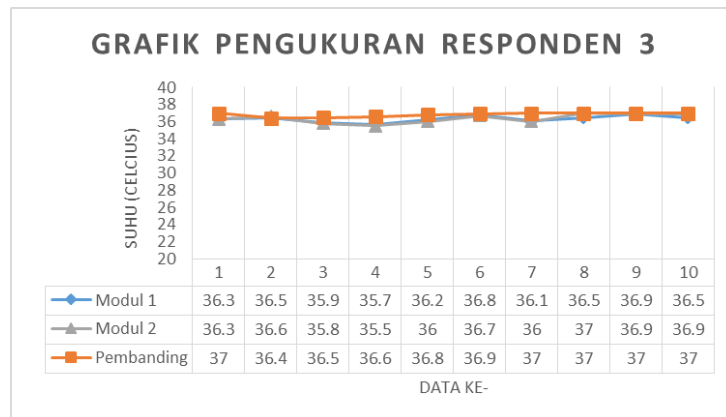 GRAFIK PENGUKURAN RESPONDEN 3
SUHU (CELCIUS)
40
38
36
34
32
30
28
26
24
22
20
1 2 3 4 5 6 7 8 9 10
Modul 1 36.3 36.5 35.9 35.7 36.2 36.8 36.1 36.5 36.9 36.5
Modul 2 36.3 36.6 35.8 35.5 36 36.7 36 37 36.9 36.9
Pembanding 37 36.4 36.5 36.6 36.8 36.9 37 37 37 37
DATA KE-